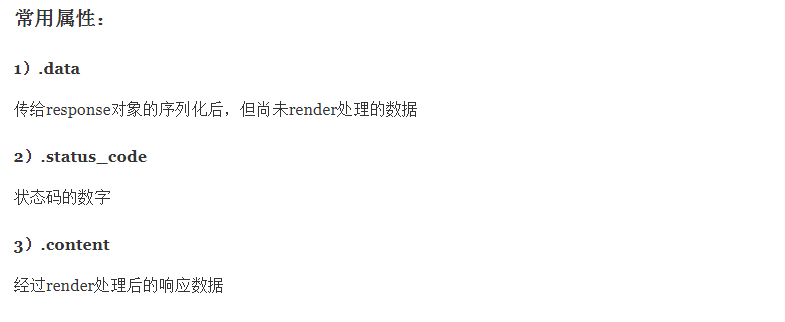 常用属性：
1）.data
传给response对象的序列化后，但尚未render处理的数据
2）.status_code
状态码的数字
3）.content
经过render处理后的响应数据